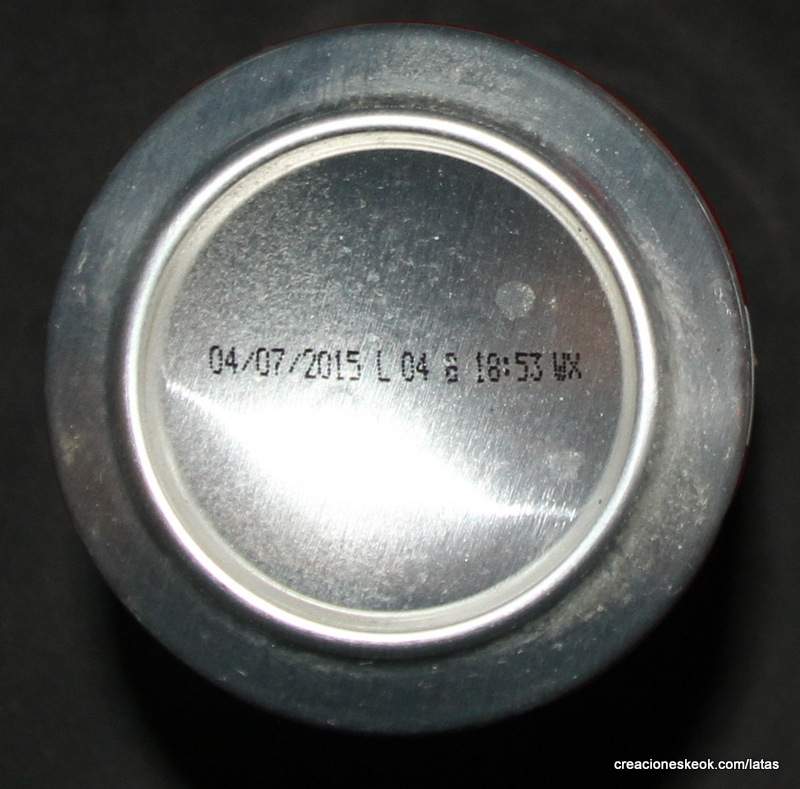 04/07/2015 L 04 a 18:53 WX
creacioneskeok.com/latas